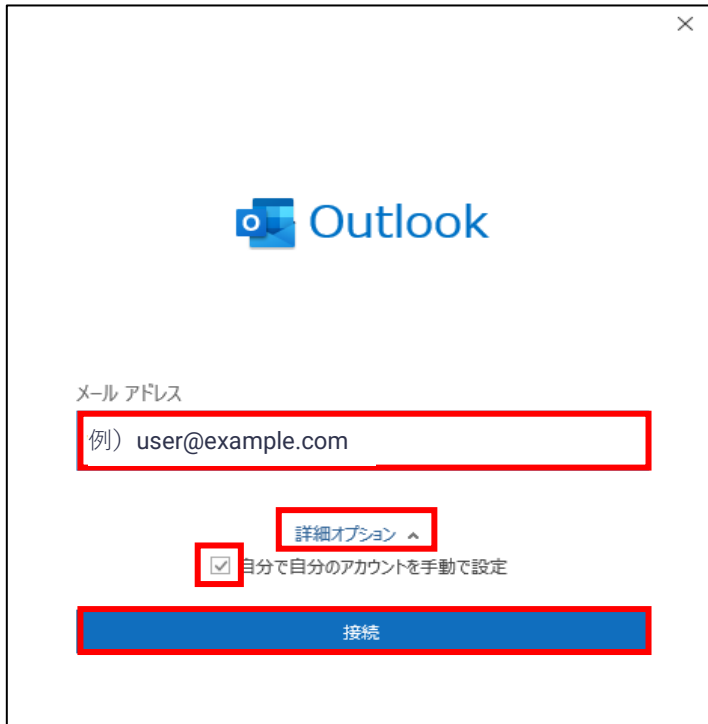 Outlook
メール アドレス
例）user@example.com
詳細オプション
自分で自分のアカウントを手動で設定
接続